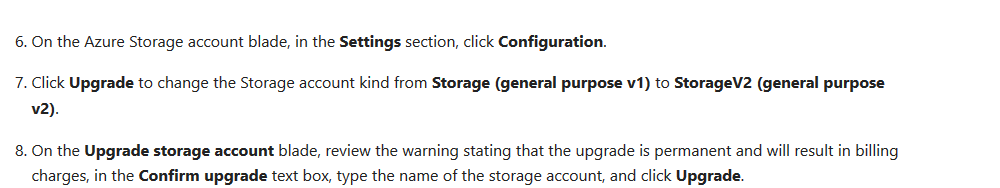 6. On the Azure Storage account blade, in the Settings section, click Configuration.
7. Click Upgrade to change the Storage account kind from Storage (general purpose v1) to StorageV2 (general purpose
v2).
8. On the Upgrade storage account blade, review the warning stating that the upgrade is permanent and will result in billing
charges, in the Confirm upgrade text box, type the name of the storage account, and click Upgrade.